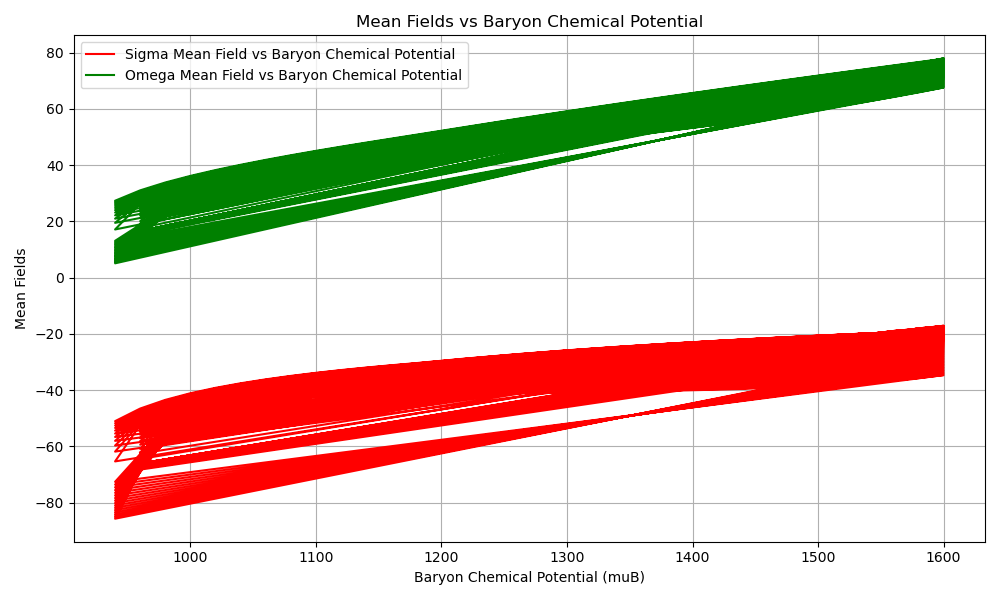 Mean Fields vs Baryon Chemical Potential
Sigma Mean Field vs Baryon Chemical Potential
Omega Mean Field vs Baryon Chemical Potential
Mean Fields
80
60
40
20
0
−20
−40
−60
−80
1000 1100 1200 1300 1400 1500 1600
Baryon Chemical Potential (muB)